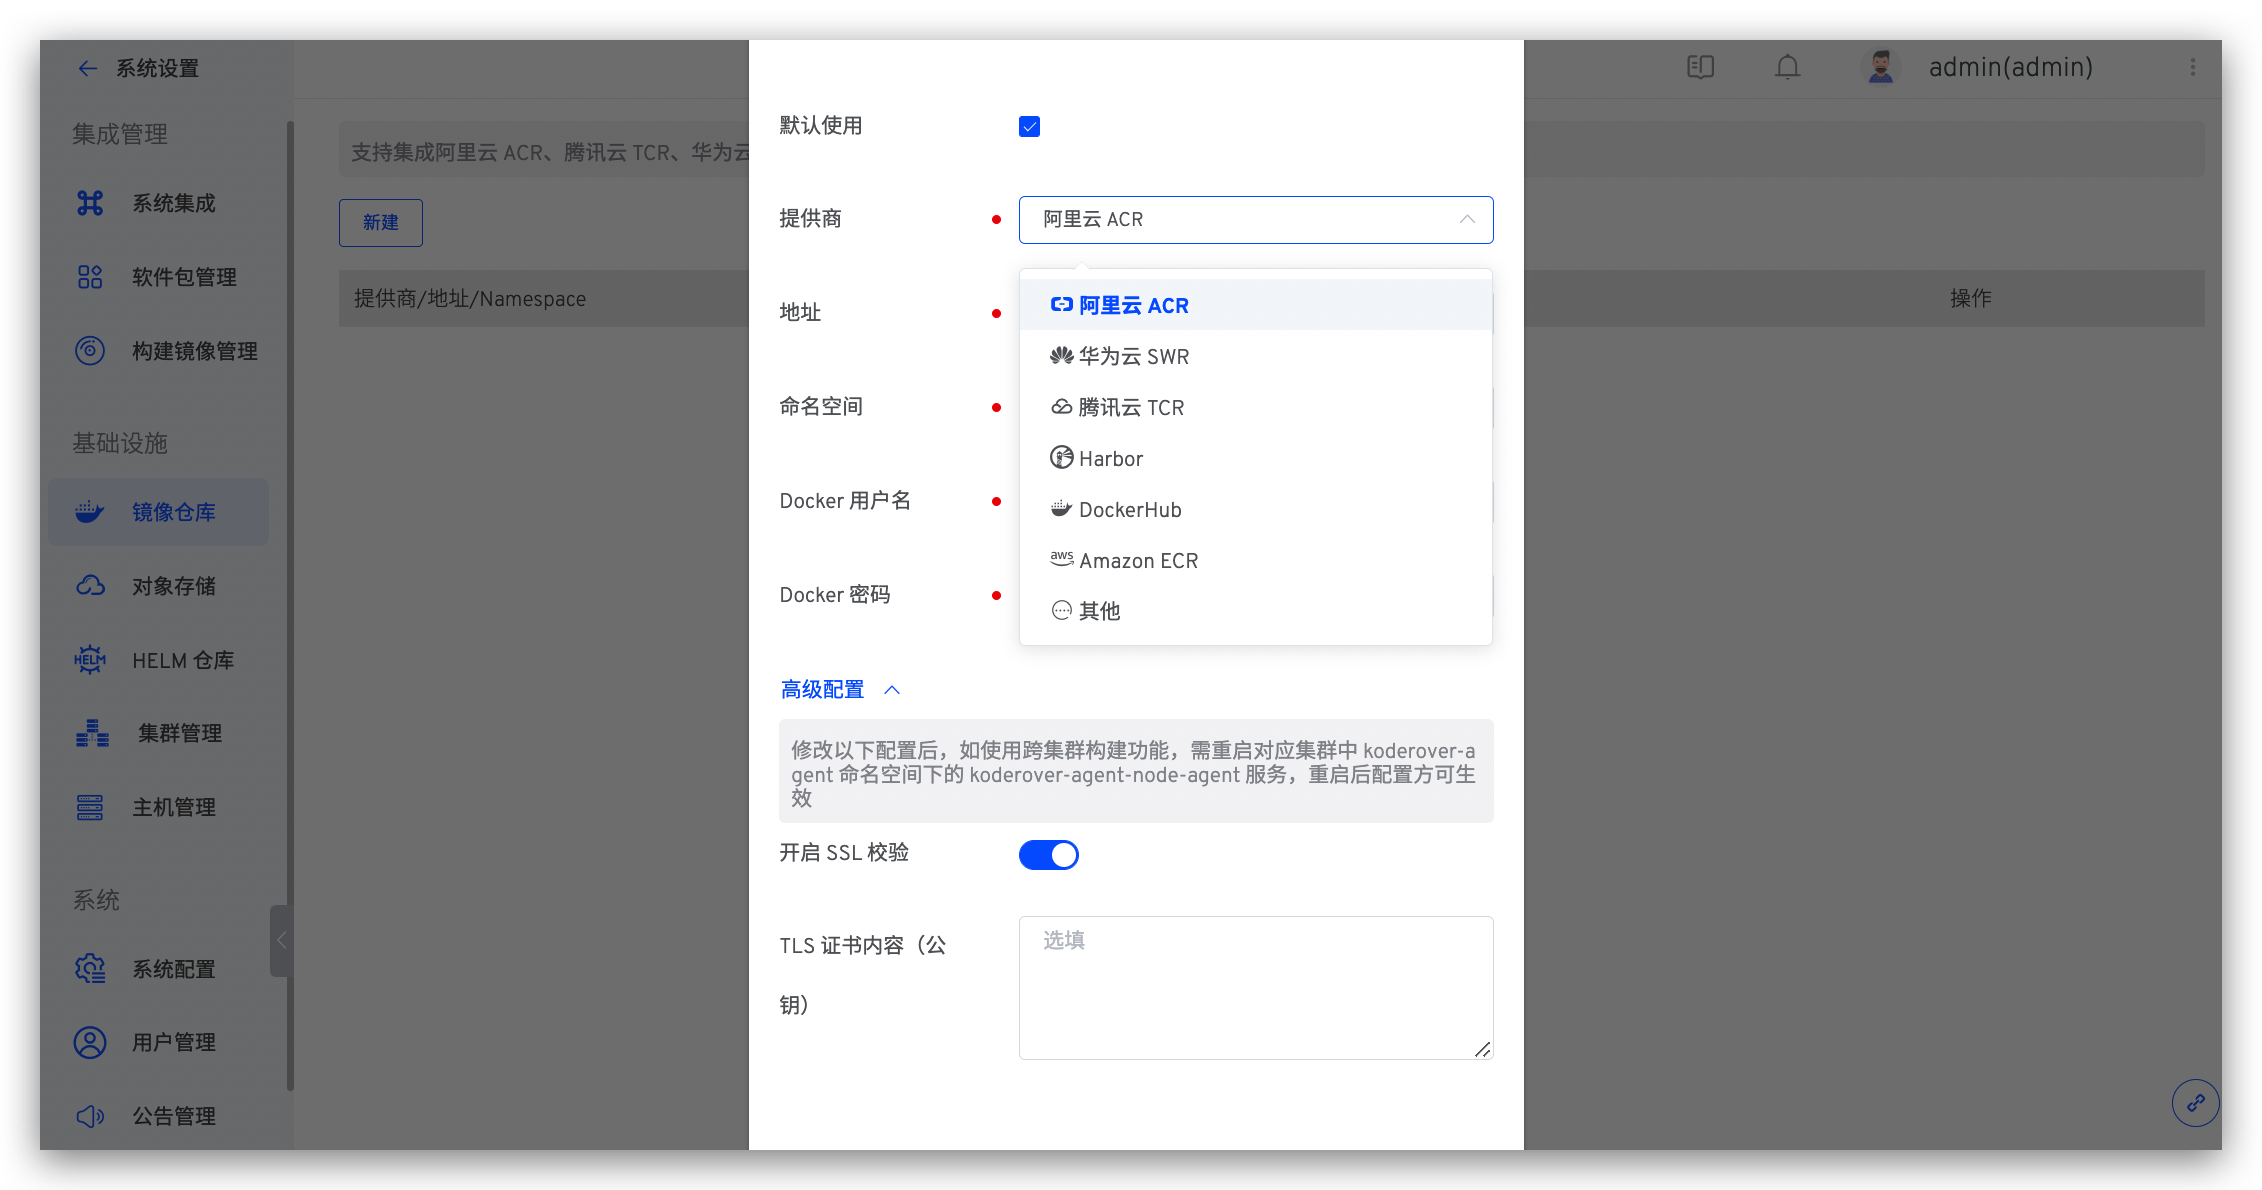 系统设置
集成管理
系统集成
软件包管理
构建镜像管理
基础设施
镜像仓库
对象存储
HELM
HELM 仓库
集群管理
主机管理
系统
系统配置
用户管理
公告管理
admin(admin)
支持集成阿里云 ACR、腾讯云 TCR、华为云
新建
提供商/地址/Namespace
操作
默认使用
提供商
阿里云 ACR
地址
命名空间
Docker 用户名
Docker 密码
阿里云 ACR
华为云 SWR
腾讯云 TCR
Harbor
DockerHub
aws Amazon ECR
其他
高级配置
修改以下配置后，如使用跨集群构建功能，需重启对应集群中 koderover-a
gent 命名空间下的 koderover-agent-node-agent 服务，重启后配置方可生
效
开启 SSL 校验
TLS 证书内容（公
钥）
选填